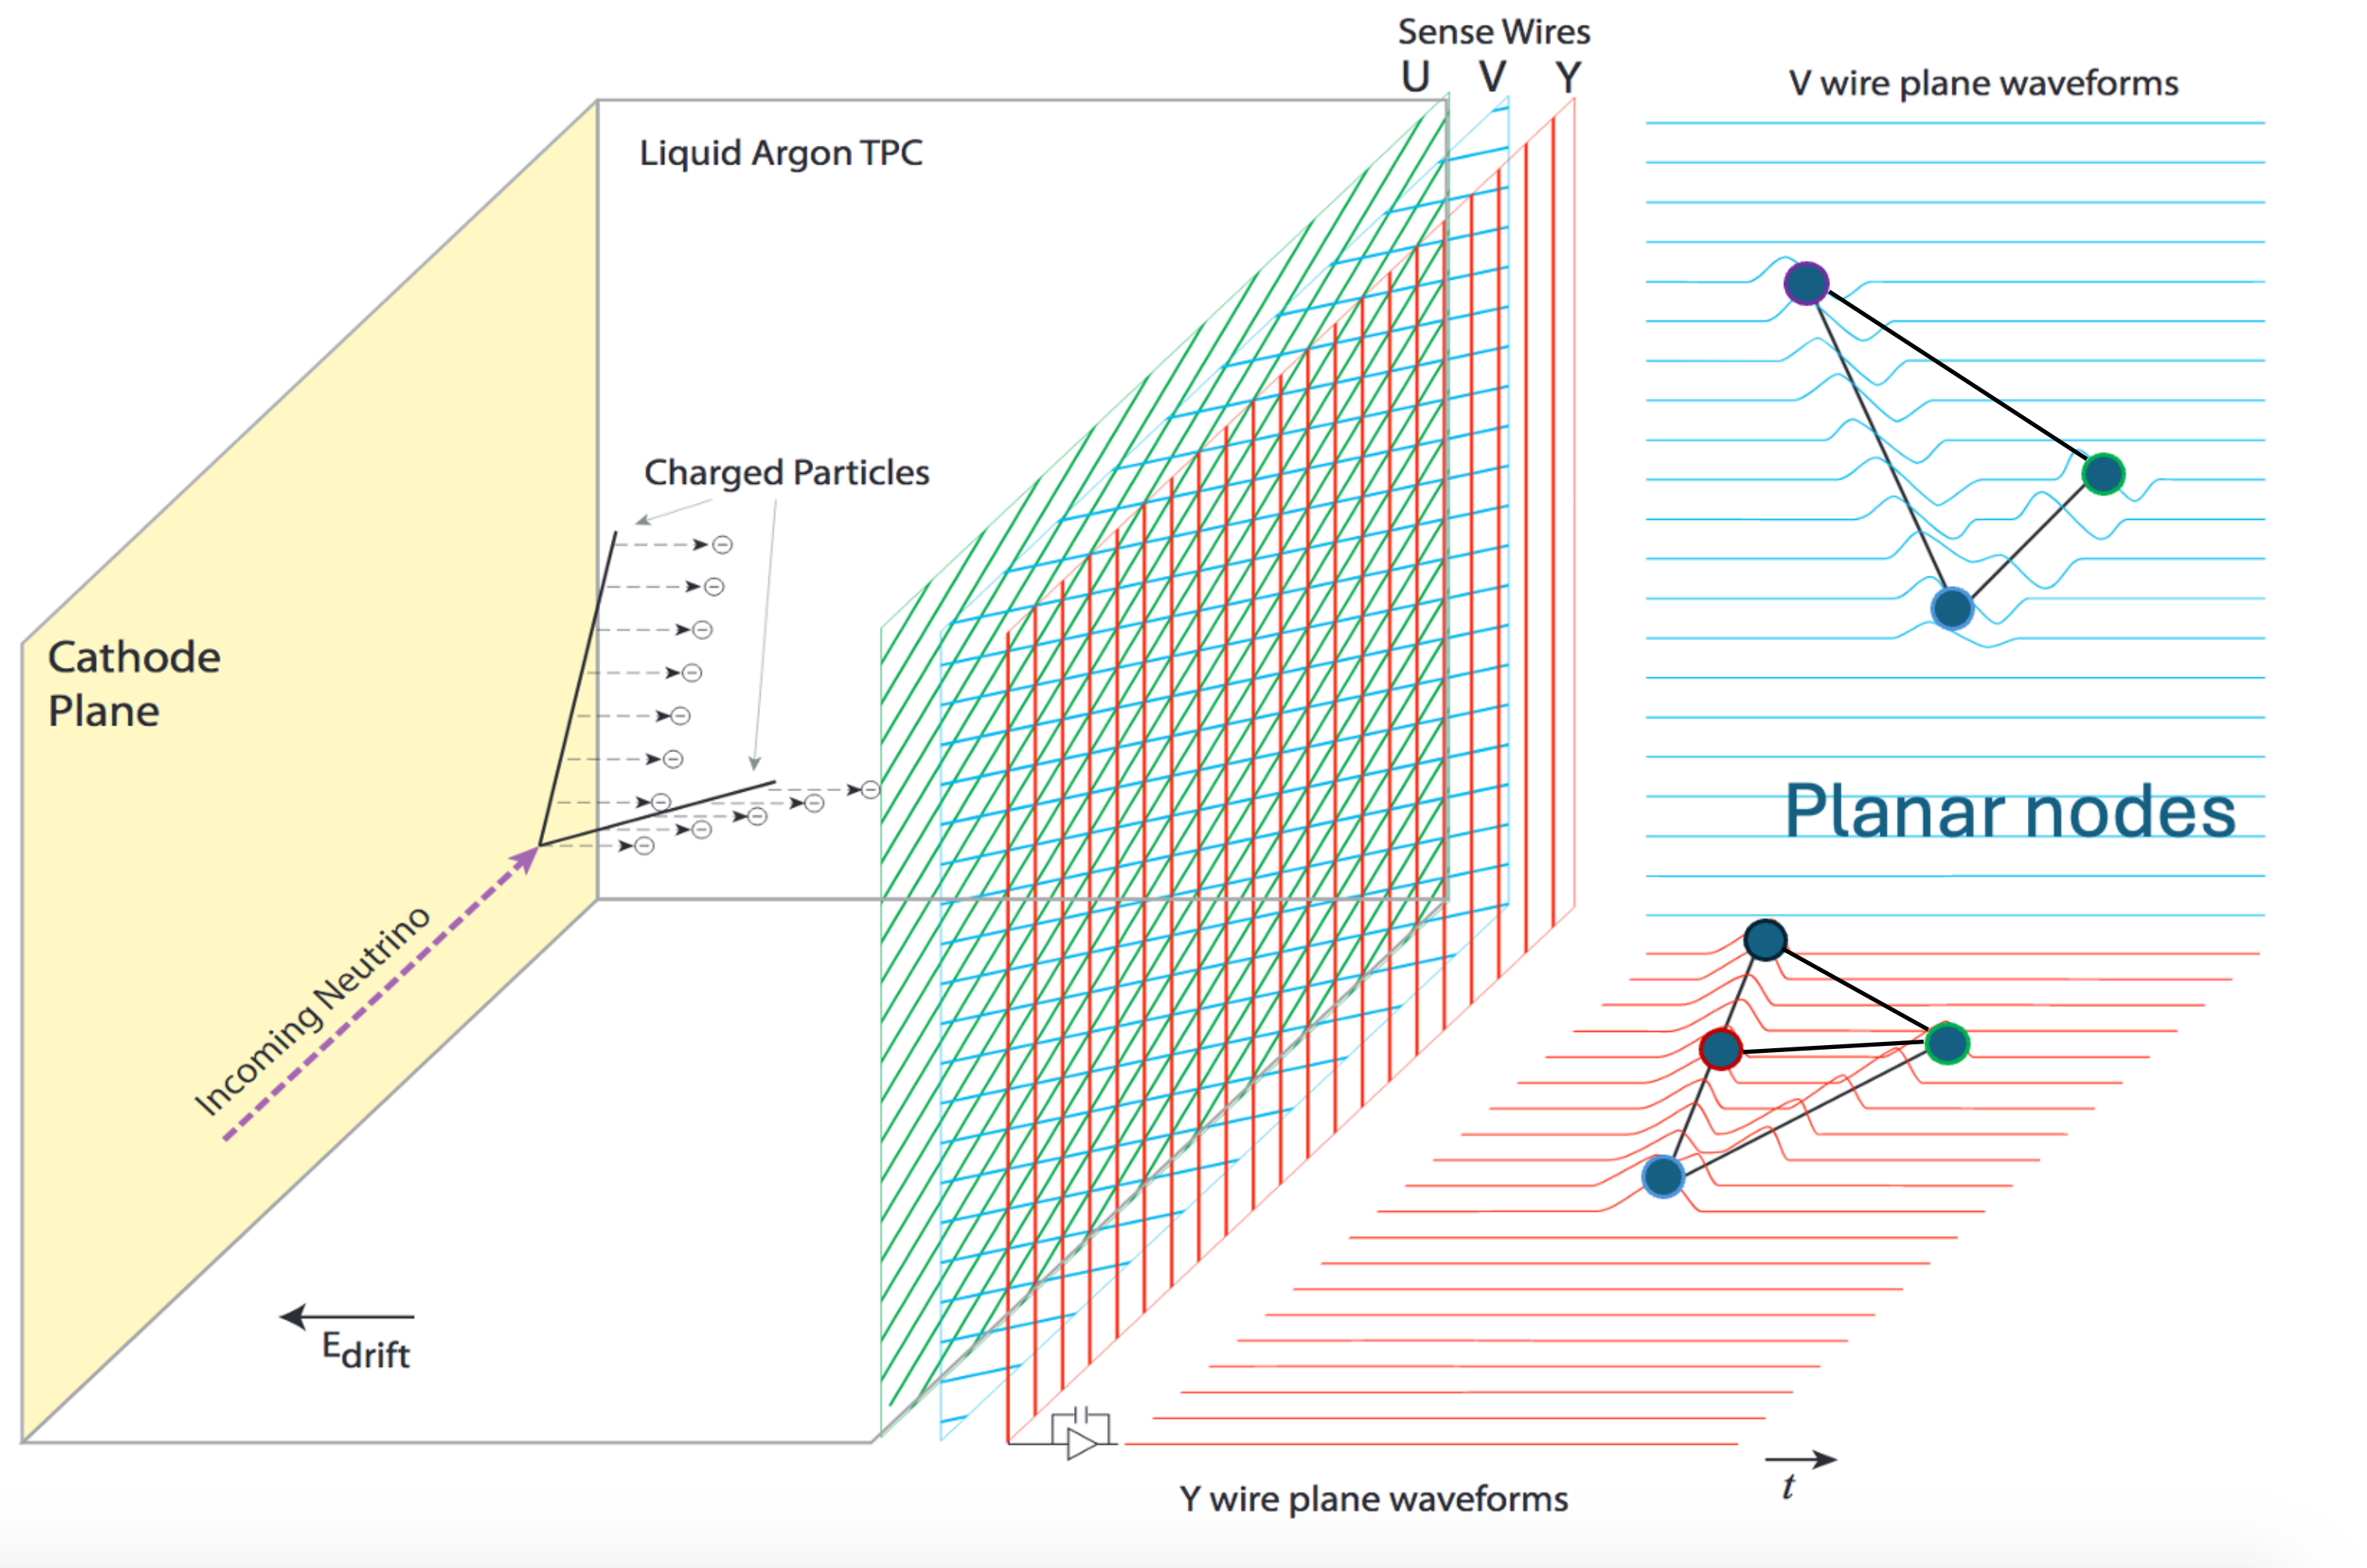 Sense Wires
U V Y
V wire plane waveforms
Liquid Argon TPC
Charged Particles
Cathode
Plane
Planar nodes
Incoming Neutrino
Edrift
Y wire plane waveforms
t